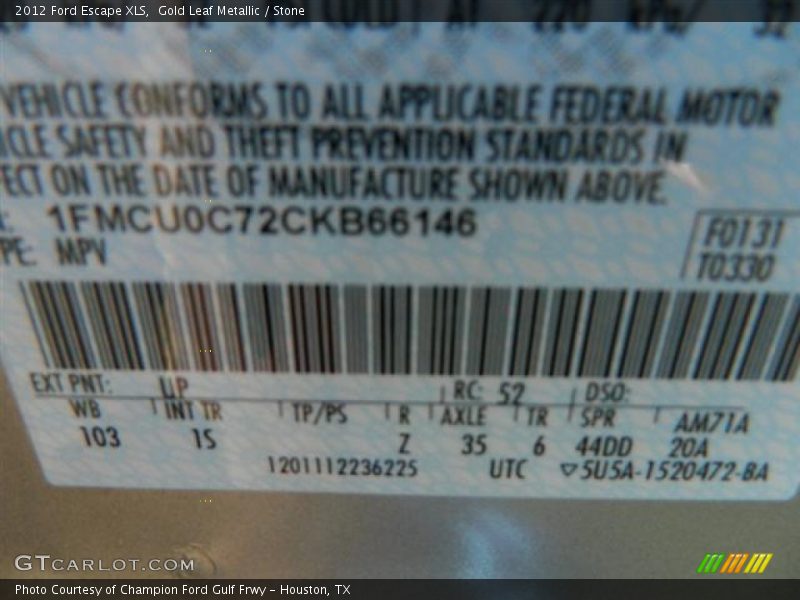 2012 Ford Escape XLS, Gold Leaf Metallic / Stone
VEHICLE CONFORMS TO ALL APPLICABLE FEDERAL MOTOR
ICLE SAFETY AND THEFT PREVENTION STANDARDS IN
ECT ON THE DATE OF MANUFACTURE SHOWN ABOVE.
: 1FMCU0C72CKB66146 F0131
PE: MPV T0330
EXT PNT: UP RC: 52 DSO:
WB INT TR TP/PS R AXLE TR SPR AM71A
103 1S Z 35 6 44DD 20A
1201112236225 UTC ▽5U5A-1520472-BA
GTCARLOT.COM
Photo Courtesy of Champion Ford Gulf Frwy – Houston, TX